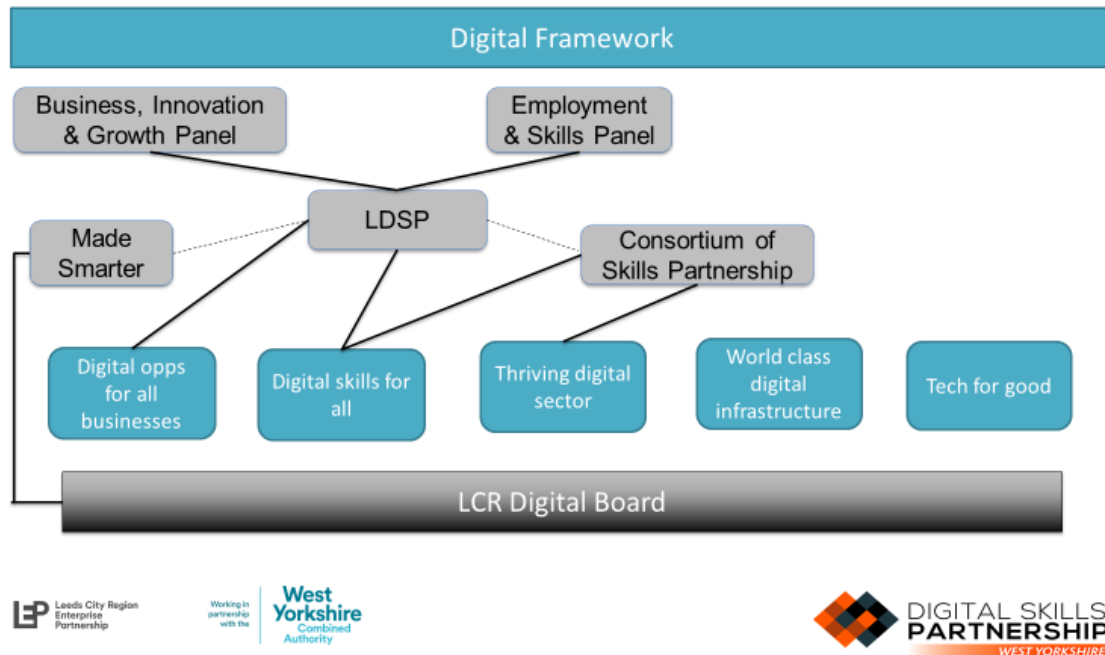 Digital Framework
Business, Innovation
& Growth Panel
Employment
& Skills Panel
LDSP
Made
Smarter
Consortium of
Skills Partnership
Digital opps
for all
businesses
Digital skills for
all
Thriving digital
sector
World class
digital
infrastructure
Tech for good
LCR Digital Board
LEP
Leeds City Region
Enterprise
Partnership
Working in
partnership
with the
West
Yorkshire
Combined
Authority
DIGITAL SKILLS
PARTNERSHIP
WEST YORKSHIRE